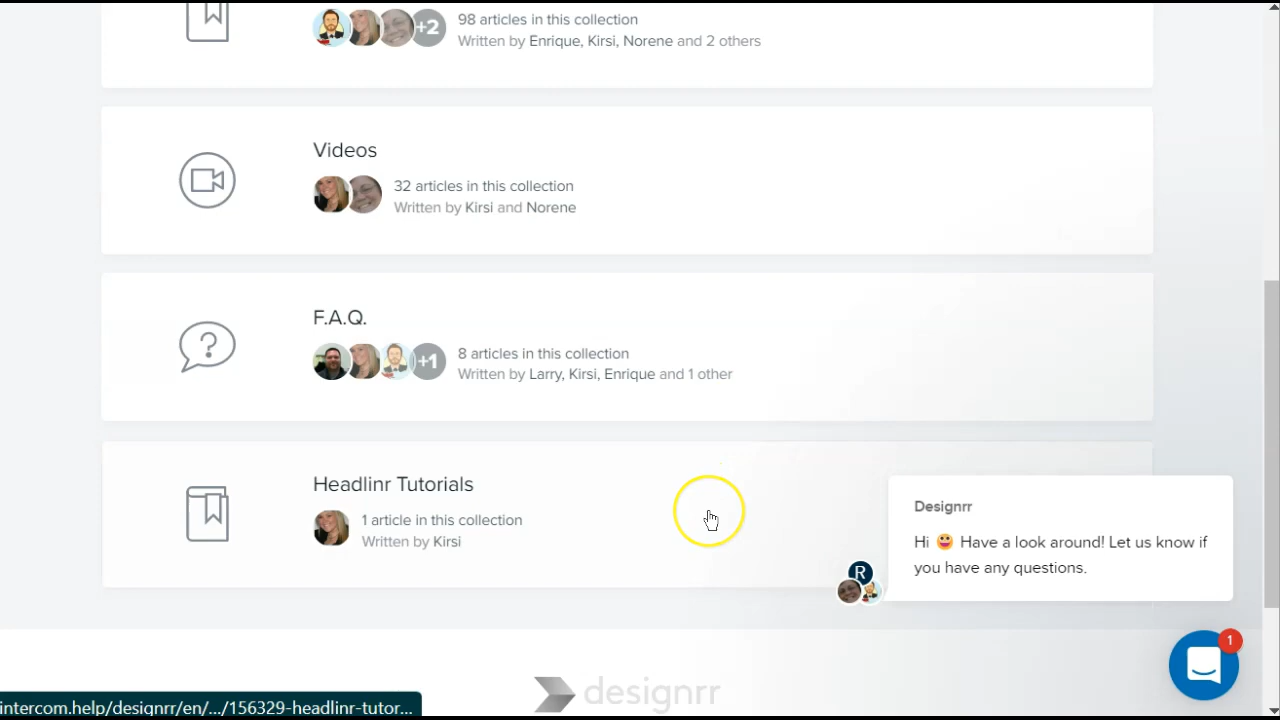 +2
98 articles in this collection
Written by Enrique, Kirsi, Norene and 2 others
Videos
32 articles in this collection
Written by Kirsi and Norene
F.A.Q.
?
+1
8 articles in this collection
Written by Larry, Kirsi, Enrique and 1 other
Headlinr Tutorials
1 article in this collection
Written by Kirsi
Designrr
Hi Have a look around! Let us know if
you have any questions.
R
1
designrr
intercom.help/designrr/en/.../156329-headlinr-tutor...